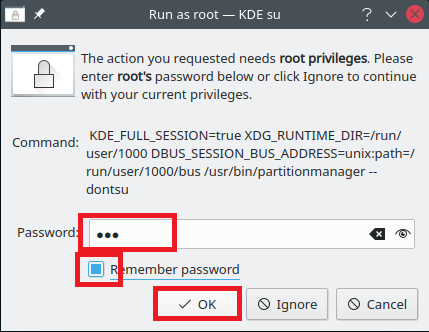 Run as root — KDE su
The action you requested needs root privileges. Please
enter root's password below or click Ignore to continue
with your current privileges.
Command: KDE_FULL_SESSION=true XDG_RUNTIME_DIR=/run/
user/1000 DBUS_SESSION_BUS_ADDRESS=unix:path=/
run/user/1000/bus /usr/bin/partitionmanager --
dontsu
Password: ●●●
Remember password
OK Ignore Cancel